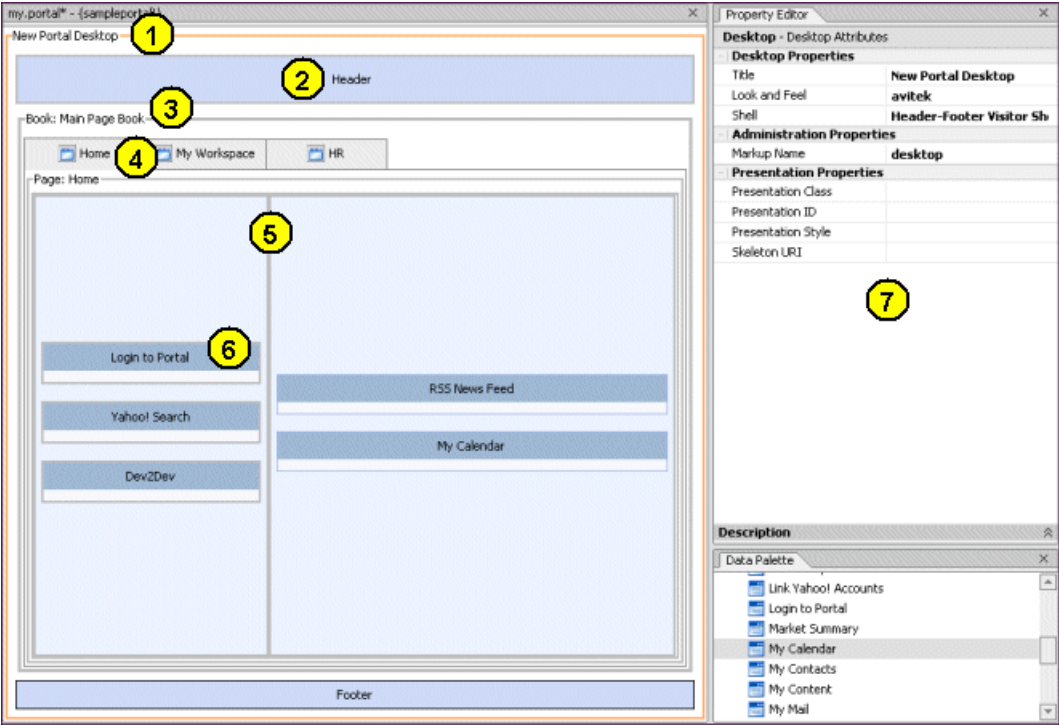 my.portal* - {sampleportal}
New Portal Desktop
1
2
Header
3
Book: Main Page Book
Home
4
My Workspace
HR
Page: Home
5
Login to Portal
6
Yahoo! Search
Dev2Dev
RSS News Feed
My Calendar
Footer
Property Editor
Desktop - Desktop Attributes
Desktop Properties
Title New Portal Desktop
Look and Feel avitek
Shell Header-Footer Visitor Sh
Administration Properties
Markup Name desktop
Presentation Properties
Presentation Class
Presentation ID
Presentation Style
Skeleton URI
7
Description
Data Palette
Link Yahoo! Accounts
Login to Portal
Market Summary
My Calendar
My Contacts
My Content
My Mail